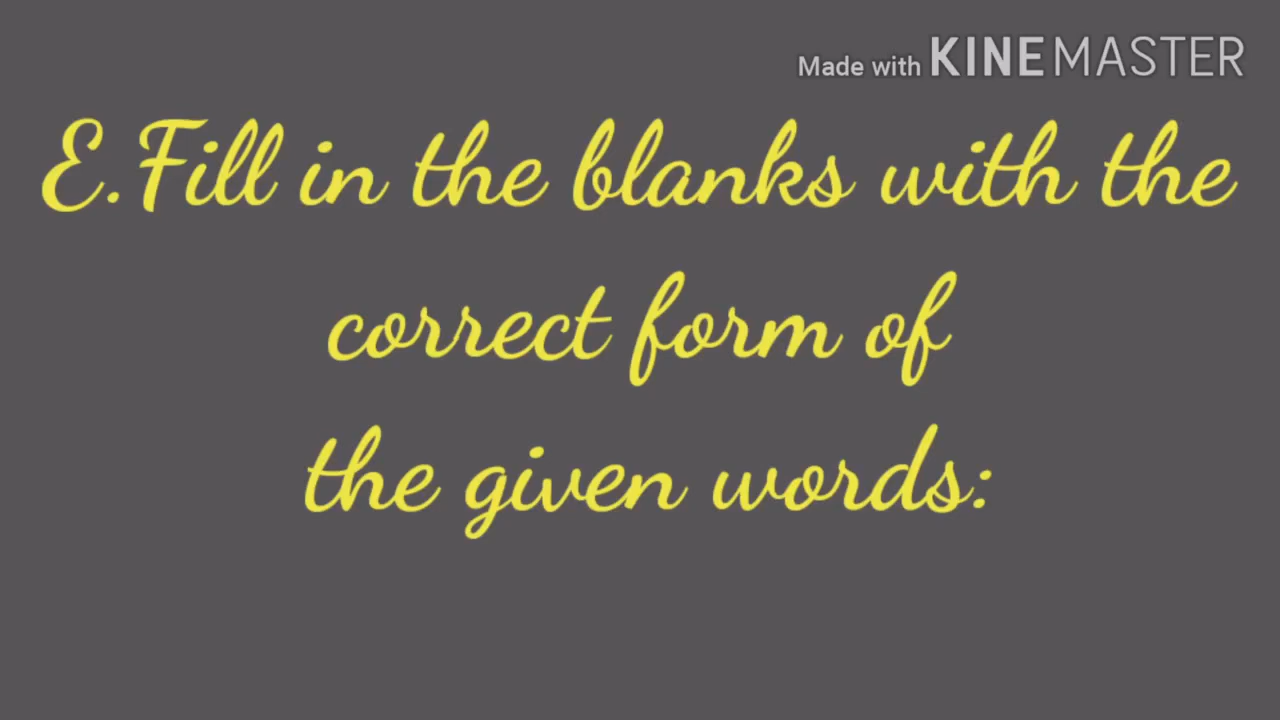 Made with KINEMASTER
E.Fill in the blanks with the
correct form of
the given words: